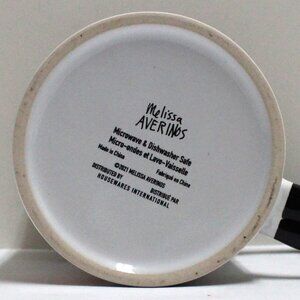 Melissa
AVERINOS
Microwave & Dishwasher Safe
Micro-ondes et Lave-Vaisselle
Made in China Fabriqué en Chine
©2021 MELISSA AVERINOS
DISTRIBUTED BY DISTRIBUÉ PAR
HOUSEWARES INTERNATIONAL